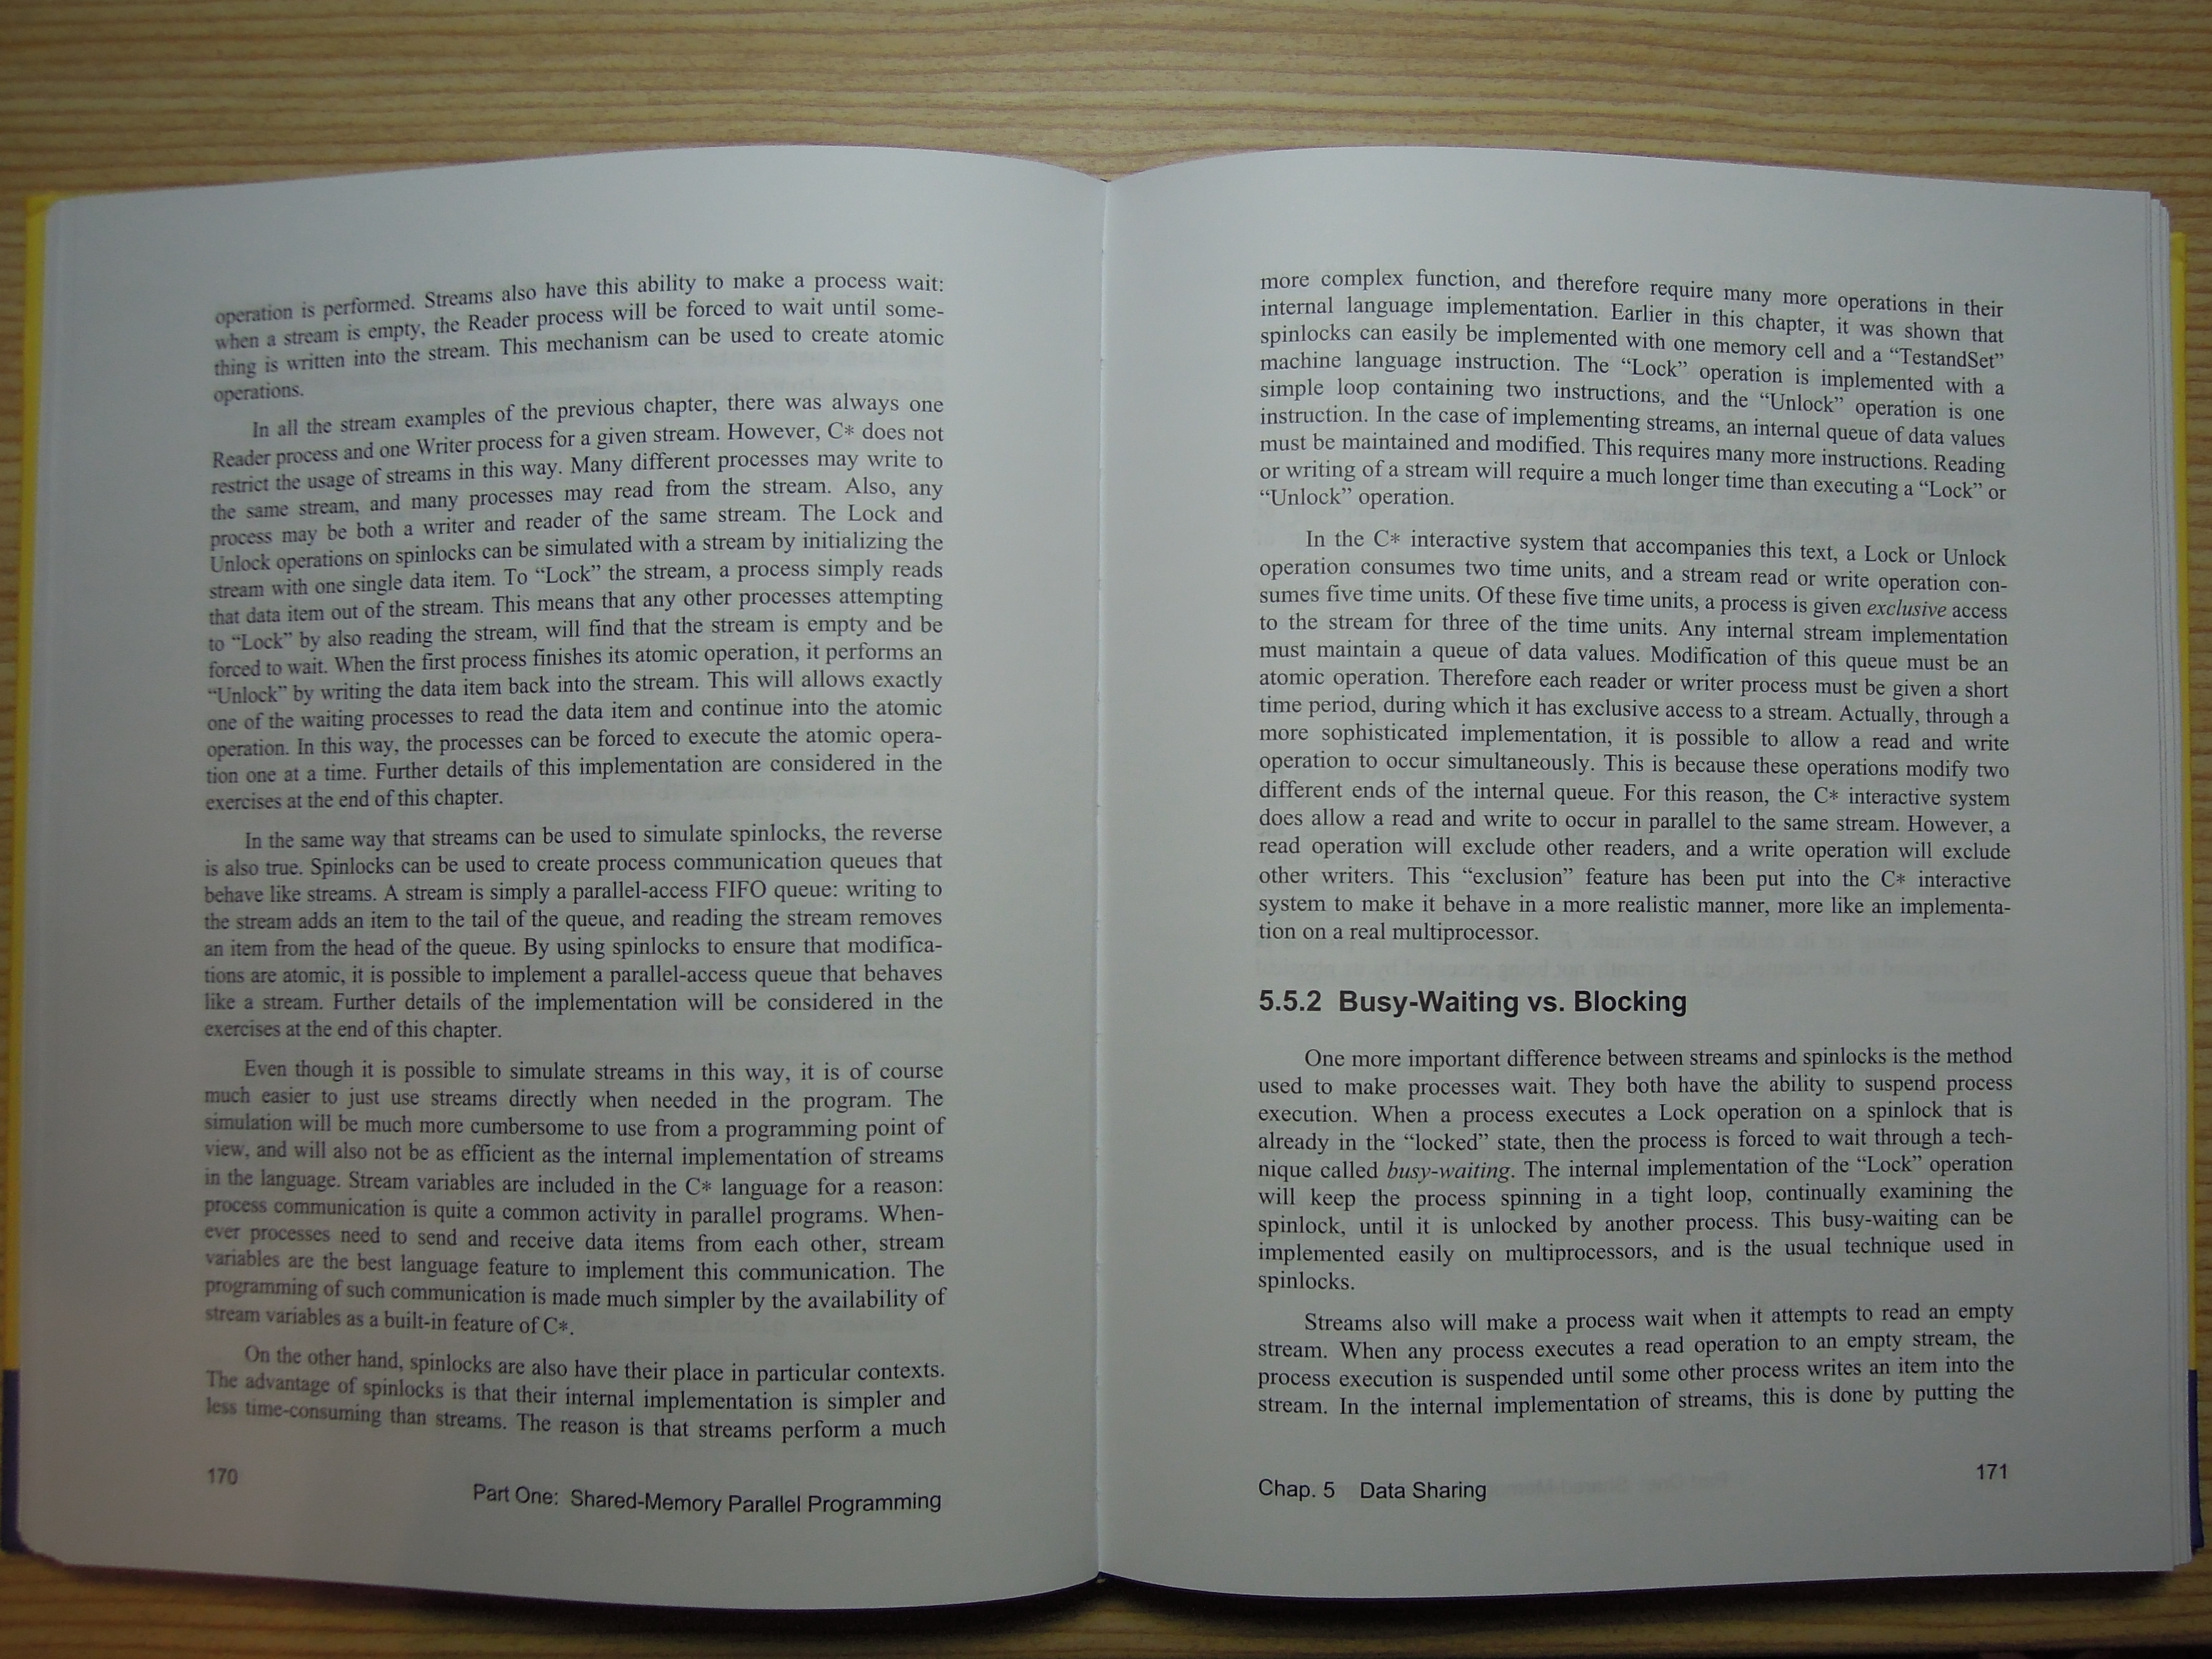 operation is performed. Streams also have this ability to make a process wait:
when a stream is empty, the Reader process will be forced to wait until some-
thing is written into the stream. This mechanism can be used to create atomic
operations.
In all the stream examples of the previous chapter, there was always one
Reader process and one Writer process for a given stream. However, C* does not
restrict the usage of streams in this way. Many different processes may write to
the same stream, and many processes may read from the stream. Also, any
process may be both a writer and reader of the same stream. The Lock and
Unlock operations on spinlocks can be simulated with a stream by initializing the
stream with one single data item. To “Lock” the stream, a process simply reads
that data item out of the stream. This means that any other processes attempting
to “Lock” by also reading the stream, will find that the stream is empty and be
forced to wait. When the first process finishes its atomic operation, it performs an
“Unlock” by writing the data item back into the stream. This will allows exactly
one of the waiting processes to read the data item and continue into the atomic
operation. In this way, the processes can be forced to execute the atomic opera-
tion one at a time. Further details of this implementation are considered in the
exercises at the end of this chapter.
In the same way that streams can be used to simulate spinlocks, the reverse
is also true. Spinlocks can be used to create process communication queues that
behave like streams. A stream is simply a parallel-access FIFO queue: writing to
the stream adds an item to the tail of the queue, and reading the stream removes
an item from the head of the queue. By using spinlocks to ensure that modifica-
tions are atomic, it is possible to implement a parallel-access queue that behaves
like a stream. Further details of the implementation will be considered in the
exercises at the end of this chapter.
Even though it is possible to simulate streams in this way, it is of course
much easier to just use streams directly when needed in the program. The
simulation will be much more cumbersome to use from a programming point of
view, and will also not be as efficient as the internal implementation of streams
in the language. Stream variables are included in the C* language for a reason:
process communication is quite a common activity in parallel programs. When-
ever processes need to send and receive data items from each other, stream
variables are the best language feature to implement this communication. The
programming of such communication is made much simpler by the availability of
stream variables as a built-in feature of C*.
On the other hand, spinlocks are also have their place in particular contexts.
The advantage of spinlocks is that their internal implementation is simpler and
less time-consuming than streams. The reason is that streams perform a much
170
Part One: Shared-Memory Parallel Programming
more complex function, and therefore require many more operations in their
internal language implementation. Earlier in this chapter, it was shown that
spinlocks can easily be implemented with one memory cell and a “TestandSet”
machine language instruction. The “Lock” operation is implemented with a
simple loop containing two instructions, and the “Unlock” operation is one
instruction. In the case of implementing streams, an internal queue of data values
must be maintained and modified. This requires many more instructions. Reading
or writing of a stream will require a much longer time than executing a “Lock” or
“Unlock” operation.
In the C* interactive system that accompanies this text, a Lock or Unlock
operation consumes two time units, and a stream read or write operation con-
sumes five time units. Of these five time units, a process is given exclusive access
to the stream for three of the time units. Any internal stream implementation
must maintain a queue of data values. Modification of this queue must be an
atomic operation. Therefore each reader or writer process must be given a short
time period, during which it has exclusive access to a stream. Actually, through a
more sophisticated implementation, it is possible to allow a read and write
operation to occur simultaneously. This is because these operations modify two
different ends of the internal queue. For this reason, the C* interactive system
does allow a read and write to occur in parallel to the same stream. However, a
read operation will exclude other readers, and a write operation will exclude
other writers. This “exclusion” feature has been put into the C* interactive
system to make it behave in a more realistic manner, more like an implementa-
tion on a real multiprocessor.
5.5.2 Busy-Waiting vs. Blocking
One more important difference between streams and spinlocks is the method
used to make processes wait. They both have the ability to suspend process
execution. When a process executes a Lock operation on a spinlock that is
already in the “locked” state, then the process is forced to wait through a tech-
nique called busy-waiting. The internal implementation of the “Lock” operation
will keep the process spinning in a tight loop, continually examining the
spinlock, until it is unlocked by another process. This busy-waiting can be
implemented easily on multiprocessors, and is the usual technique used in
spinlocks.
Streams also will make a process wait when it attempts to read an empty
stream. When any process executes a read operation to an empty stream, the
process execution is suspended until some other process writes an item into the
stream. In the internal implementation of streams, this is done by putting the
Chap. 5 Data Sharing
171